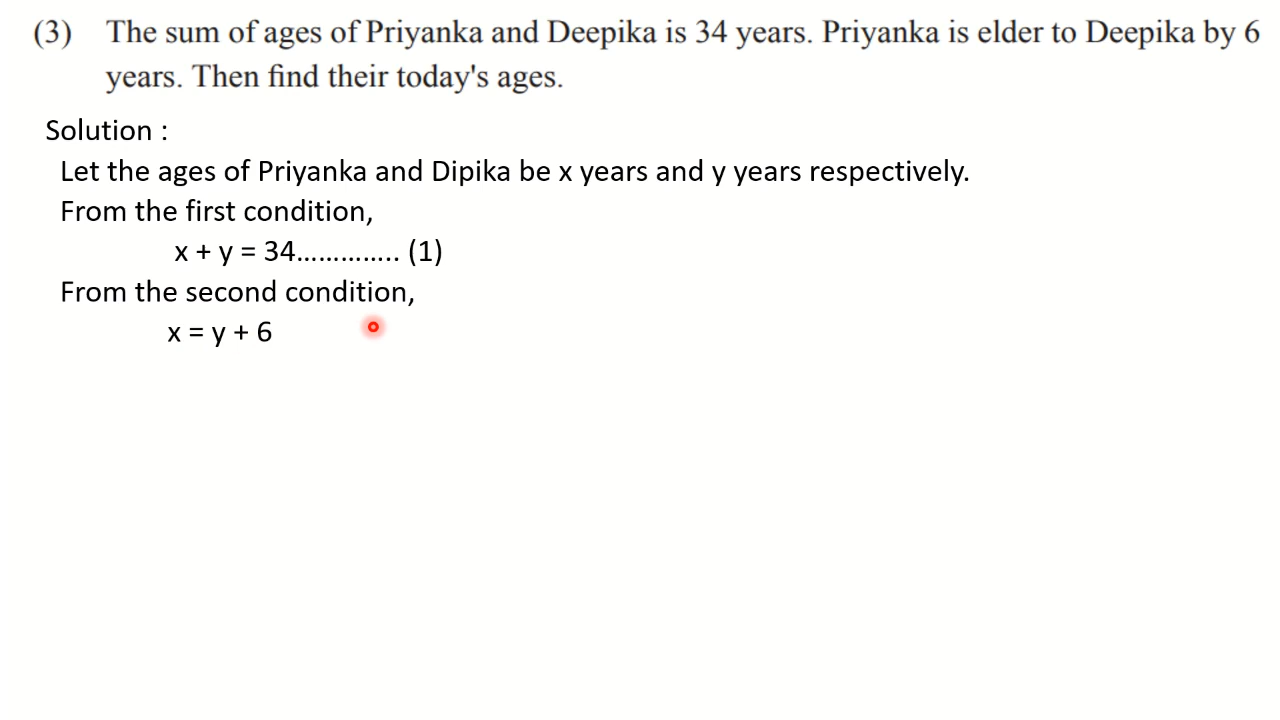 (3) The sum of ages of Priyanka and Deepika is 34 years. Priyanka is elder to Deepika by 6
years. Then find their today's ages.
Solution :
Let the ages of Priyanka and Dipika be x years and y years respectively.
From the first condition,
x + y = 34………….. (1)
From the second condition,
x = y + 6